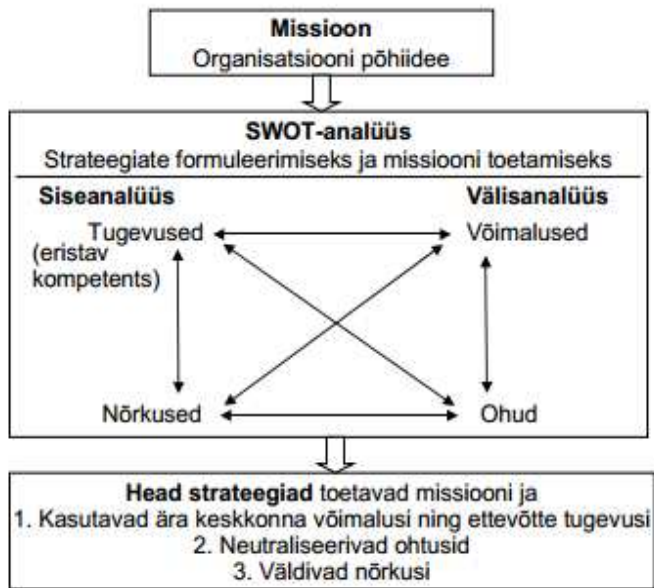 Missioon
Organisatsiooni põhiidee
SWOT-analüüs
Strateegiate formuleerimiseks ja missiooni toetamiseks
Siseanalüüs
Välisanalüüs
Tugevused
(eristav
kompetents)
Võimalused
Nõrkused
Ohud
Head strateegiad toetavad missiooni ja
1. Kasutavad ära keskkonna võimalusi ning ettevõtte tugevusi
2. Neutraliseerivad ohtusid
3. Väldivad nõrkusi